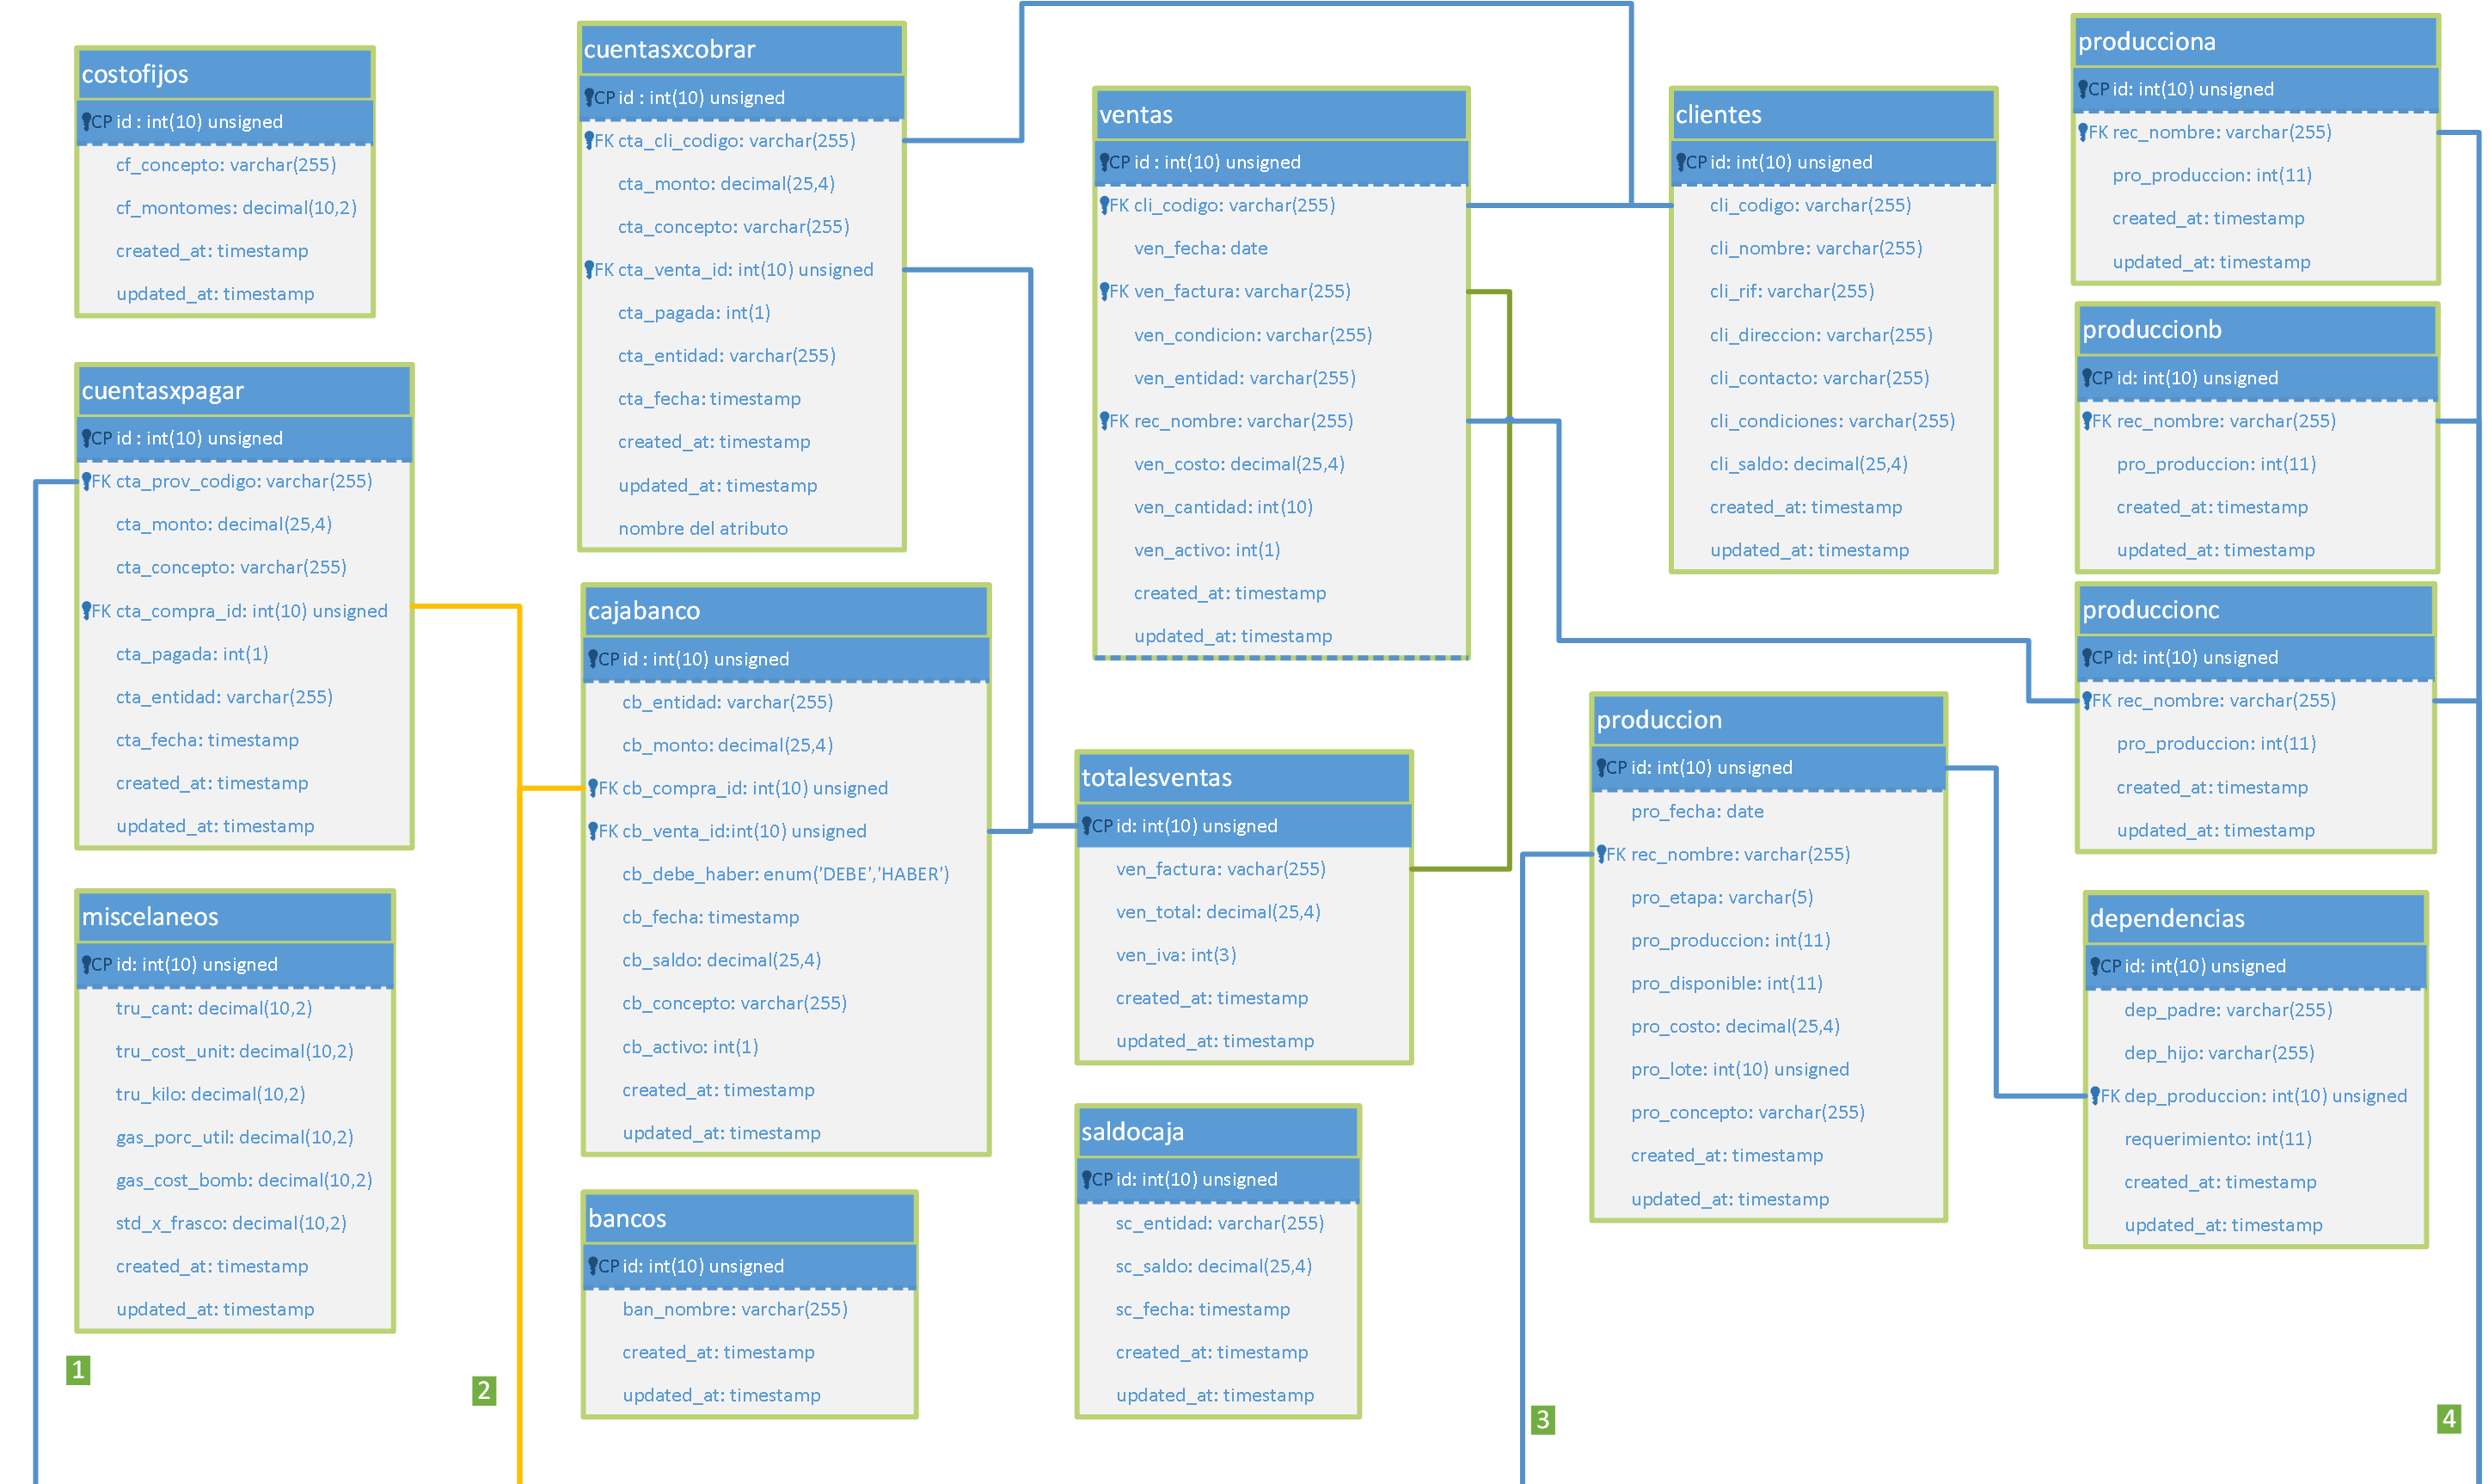 costofijos
CP id : int(10) unsigned
cf_concepto: varchar(255)
cf_montomes: decimal(10,2)
created_at: timestamp
updated_at: timestamp
cuentasxpagar
CP id : int(10) unsigned
FK cta_prov_codigo: varchar(255)
cta_monto: decimal(25,4)
cta_concepto: varchar(255)
FK cta_compra_id: int(10) unsigned
cta_pagada: int(1)
cta_entidad: varchar(255)
cta_fecha: timestamp
created_at: timestamp
updated_at: timestamp
miscelaneos
CP id: int(10) unsigned
tru_cant: decimal(10,2)
tru_cost_unit: decimal(10,2)
tru_kilo: decimal(10,2)
gas_porc_util: decimal(10,2)
gas_cost_bomb: decimal(10,2)
std_x_frasco: decimal(10,2)
created_at: timestamp
updated_at: timestamp
1
2
cuentasxcobrar
CP id : int(10) unsigned
FK cta_cli_codigo: varchar(255)
cta_monto: decimal(25,4)
cta_concepto: varchar(255)
FK cta_venta_id: int(10) unsigned
cta_pagada: int(1)
cta_entidad: varchar(255)
cta_fecha: timestamp
created_at: timestamp
updated_at: timestamp
nombre del atributo
cajabanco
CP id : int(10) unsigned
cb_entidad: varchar(255)
cb_monto: decimal(25,4)
FK cb_compra_id: int(10) unsigned
FK cb_venta_id:int(10) unsigned
cb_debe_haber: enum('DEBE','HABER')
cb_fecha: timestamp
cb_saldo: decimal(25,4)
cb_concepto: varchar(255)
cb_activo: int(1)
created_at: timestamp
updated_at: timestamp
bancos
CP id: int(10) unsigned
ban_nombre: varchar(255)
created_at: timestamp
updated_at: timestamp
ventas
CP id : int(10) unsigned
FK cli_codigo: varchar(255)
ven_fecha: date
FK ven_factura: varchar(255)
ven_condicion: varchar(255)
ven_entidad: varchar(255)
FK rec_nombre: varchar(255)
ven_costo: decimal(25,4)
ven_cantidad: int(10)
ven_activo: int(1)
created_at: timestamp
updated_at: timestamp
totalesventas
CP id: int(10) unsigned
ven_factura: vachar(255)
ven_total: decimal(25,4)
ven_iva: int(3)
created_at: timestamp
updated_at: timestamp
saldocaja
CP id: int(10) unsigned
sc_entidad: varchar(255)
sc_saldo: decimal(25,4)
sc_fecha: timestamp
created_at: timestamp
updated_at: timestamp
clientes
CP id: int(10) unsigned
cli_codigo: varchar(255)
cli_nombre: varchar(255)
cli_rif: varchar(255)
cli_direccion: varchar(255)
cli_contacto: varchar(255)
cli_condiciones: varchar(255)
cli_saldo: decimal(25,4)
created_at: timestamp
updated_at: timestamp
produccion
CP id: int(10) unsigned
pro_fecha: date
FK rec_nombre: varchar(255)
pro_etapa: varchar(5)
pro_produccion: int(11)
pro_disponible: int(11)
pro_costo: decimal(25,4)
pro_lote: int(10) unsigned
pro_concepto: varchar(255)
created_at: timestamp
updated_at: timestamp
3
producciona
CP id: int(10) unsigned
FK rec_nombre: varchar(255)
pro_produccion: int(11)
created_at: timestamp
updated_at: timestamp
produccionb
CP id: int(10) unsigned
FK rec_nombre: varchar(255)
pro_produccion: int(11)
created_at: timestamp
updated_at: timestamp
produccionc
CP id: int(10) unsigned
FK rec_nombre: varchar(255)
pro_produccion: int(11)
created_at: timestamp
updated_at: timestamp
dependencias
CP id: int(10) unsigned
dep_padre: varchar(255)
dep_hijo: varchar(255)
FK dep_produccion: int(10) unsigned
requerimiento: int(11)
created_at: timestamp
updated_at: timestamp
4